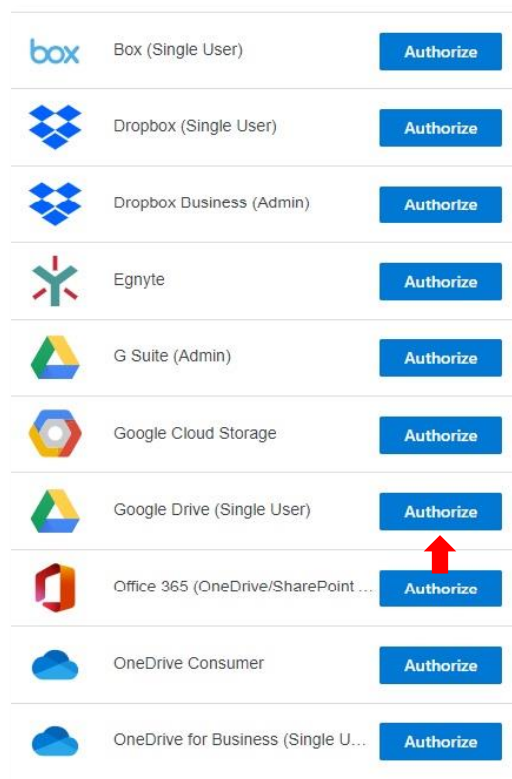 box Box (Single User) Authorize
Dropbox (Single User) Authorize
Dropbox Business (Admin) Authorize
Egnyte Authorize
G Suite (Admin) Authorize
Google Cloud Storage Authorize
Google Drive (Single User) Authorize
Office 365 (OneDrive/SharePoint ... Authorize
OneDrive Consumer Authorize
OneDrive for Business (Single U... Authorize